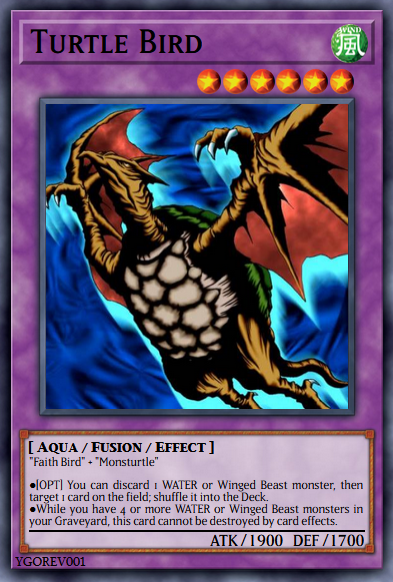 TURTLE BIRD
WIND
風
[ AQUA / FUSION / EFFECT ]
"Faith Bird" + "Monsturtle"
●[OPT] You can discard 1 WATER or Winged Beast monster, then
target 1 card on the field; shuffle it into the Deck.
●While you have 4 or more WATER or Winged Beast monsters in
your Graveyard, this card cannot be destroyed by card effects.
ATK / 1900 DEF / 1700
YGOREV001